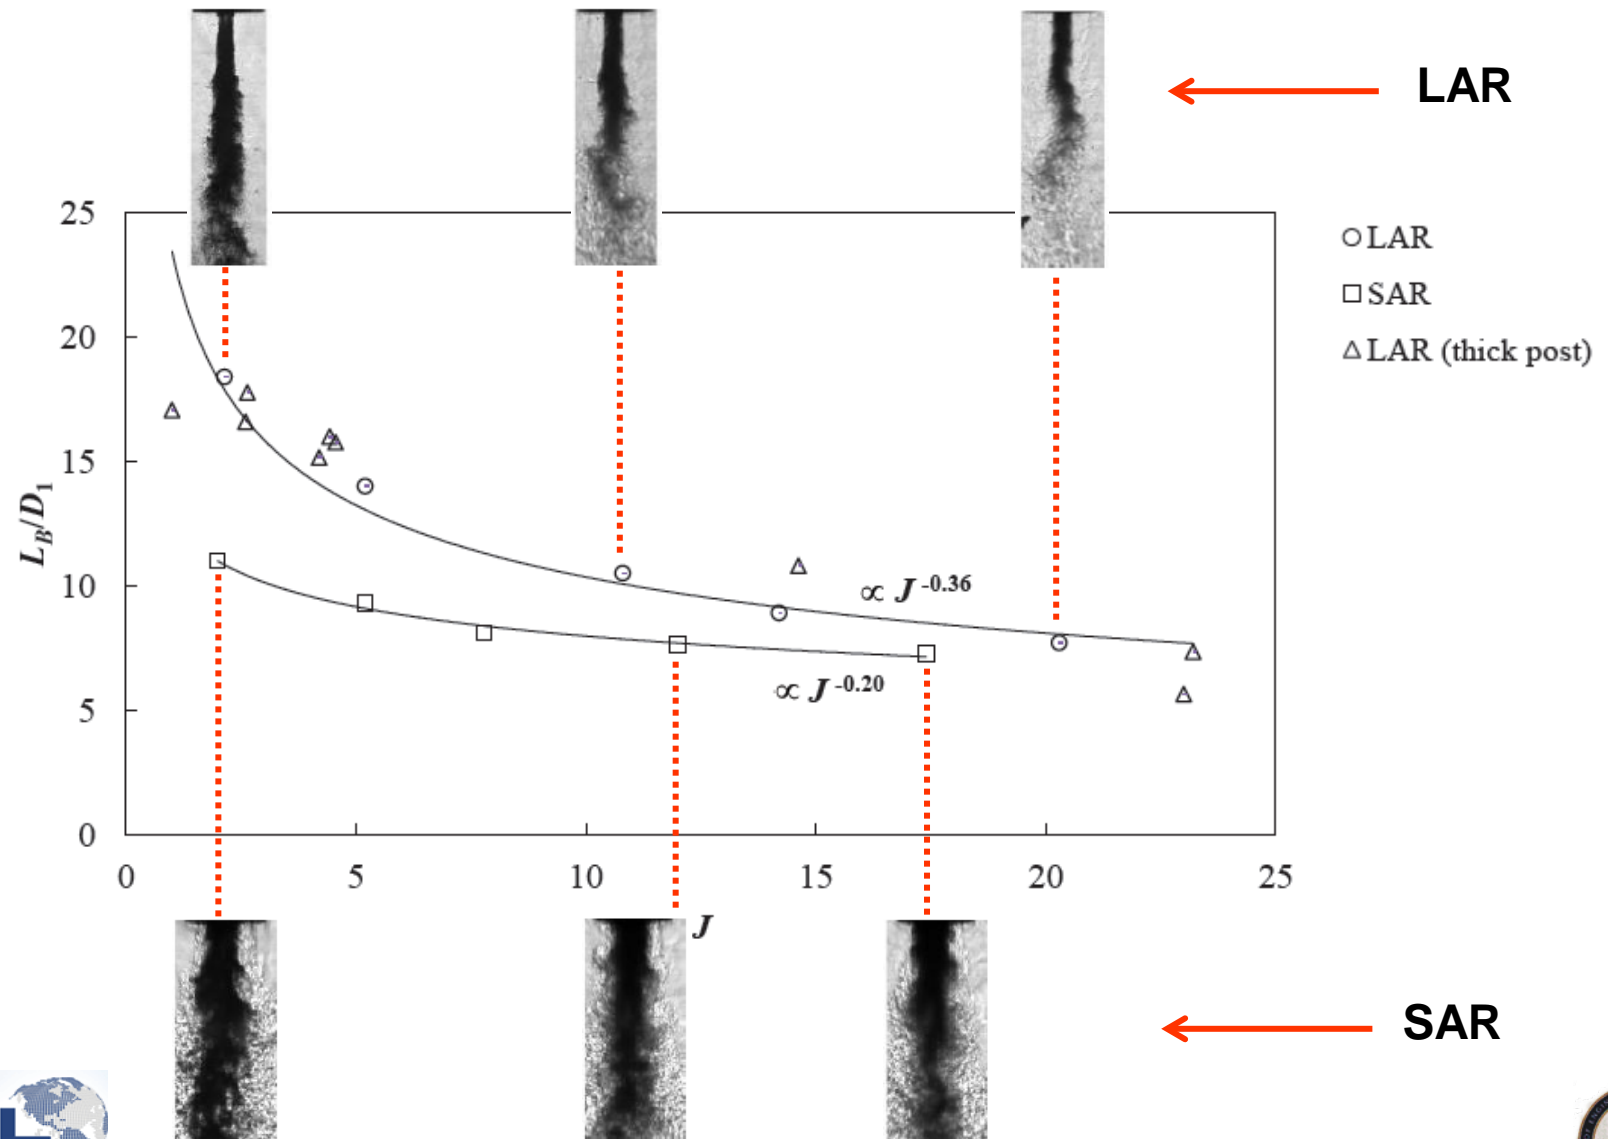 LAR
25
20
15
10
5
0
L_B/D_1
0 5 10 15 20 25
J
○ LAR
□ SAR
△ LAR (thick post)
∝ J^-0.36
∝ J^-0.20
SAR